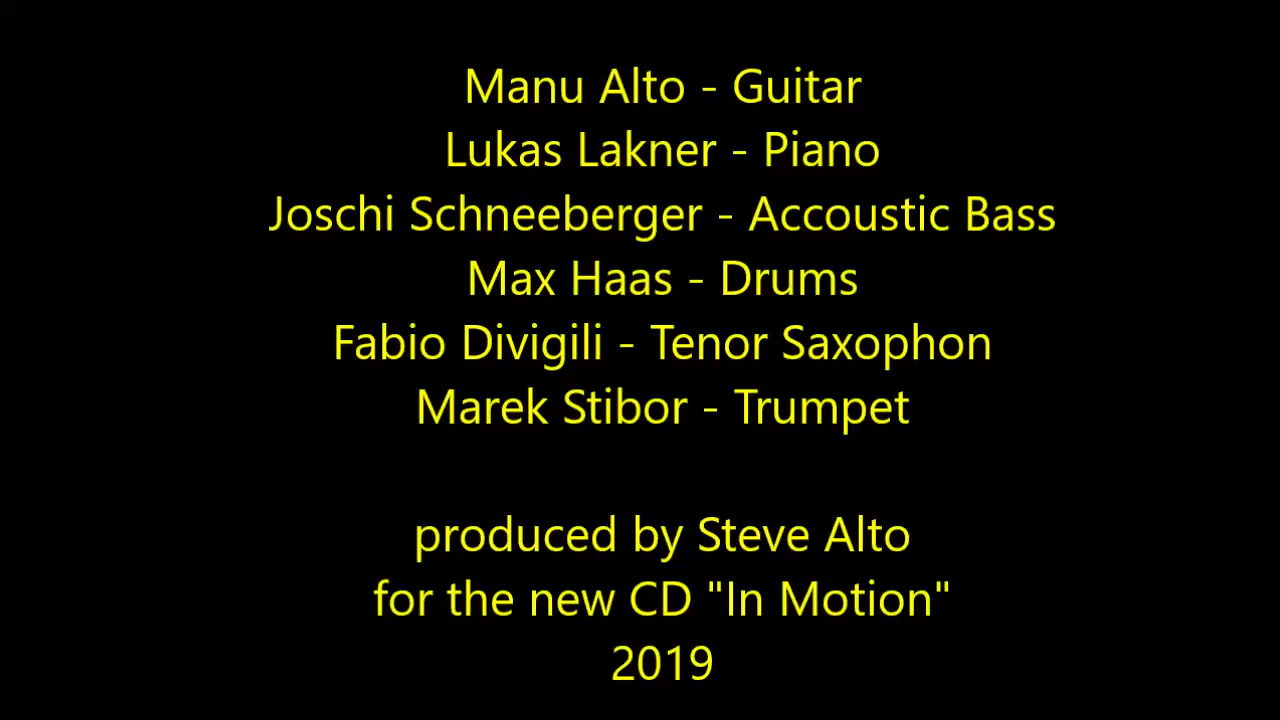 Manu Alto - Guitar
Lukas Lakner - Piano
Joschi Schneeberger - Accoustic Bass
Max Haas - Drums
Fabio Divigili - Tenor Saxophon
Marek Stibor - Trumpet
produced by Steve Alto
for the new CD "In Motion"
2019